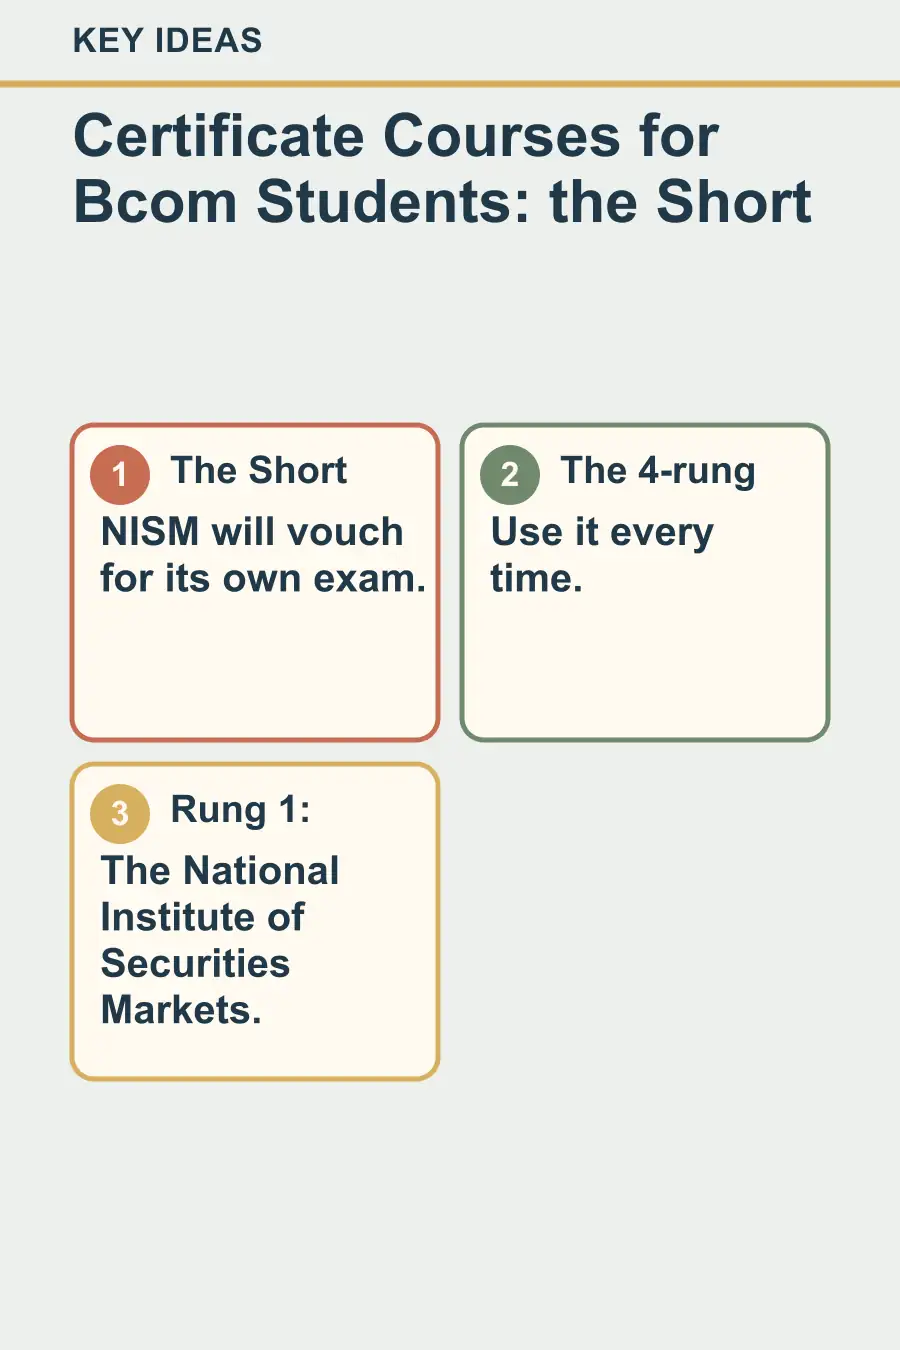 KEY IDEAS
Certificate Courses for
Bcom Students: the Short
1 The Short
NISM will vouch
for its own exam.
2 The 4-rung
Use it every
time.
3 Rung 1:
The National
Institute of
Securities
Markets.